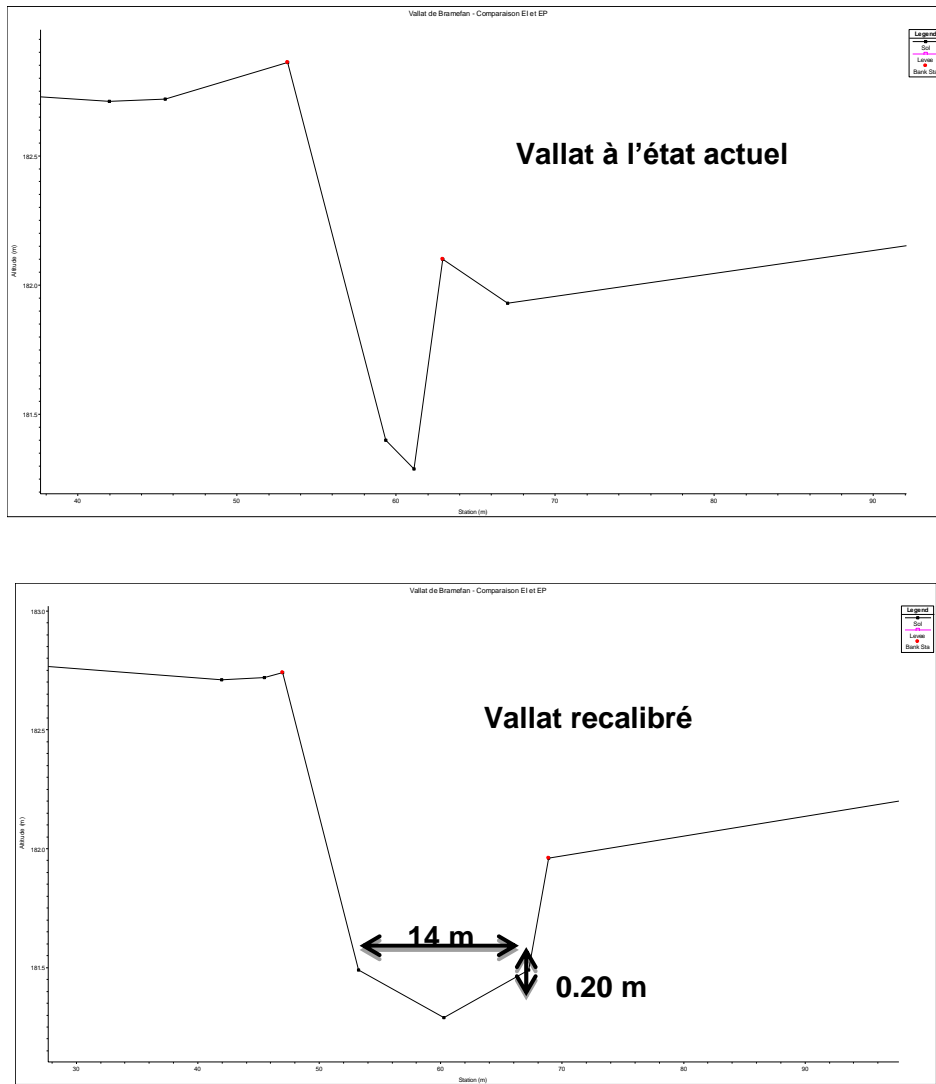 Vallat de Bramefan - Comparaison EI et EP
Legend
Sol
Levee
Bank Sta
Vallat à l'état actuel
182.5
182.0
181.5
Altitude (m)
40 50 60 70 80 90
Station (m)
Vallat de Bramefan - Comparaison EI et EP
Legend
Sol
Levee
Bank Sta
183.0
Vallat recalibré
182.5
182.0
Altitude (m)
14 m
181.5
0.20 m
30 40 50 60 70 80 90
Station (m)